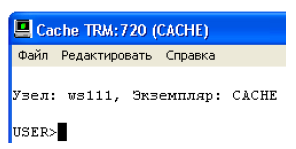 Cache TRM:720 (CACHE)
Файл Редактировать Справка
Узел: ws111, Экземпляр: CACHE
USER>